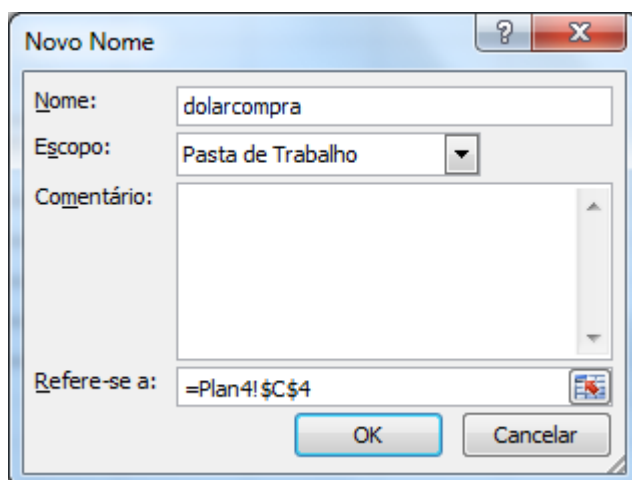 Novo Nome
Nome: dolarcompra
Escopo: Pasta de Trabalho
Comentário:
Refere-se a: =Plan4!$C$4
OK Cancelar